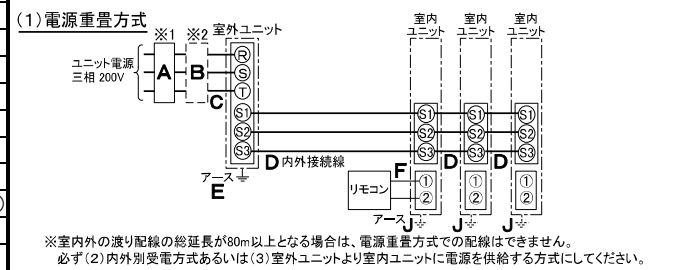 (1)電源重畳方式
※1 ※2 室外ユニット
室内
ユニット
室内
ユニット
室内
ユニット
ユニット電源
三相 200V
A
B
C
R
S
T
S1
S2
S3
S1
S2
S3
S1
S2
S3
S1
S2
S3
D 内外接続線
D
D
アース
E
F
リモコン
①
②
①
②
①
②
アース J
J
J
※室内外の渡り配線の総延長が80m以上となる場合は、電源重畳方式での配線はできません。
必ず(2)内外別受電方式あるいは(3)室外ユニットより室内ユニットに電源を供給する方式にしてください。